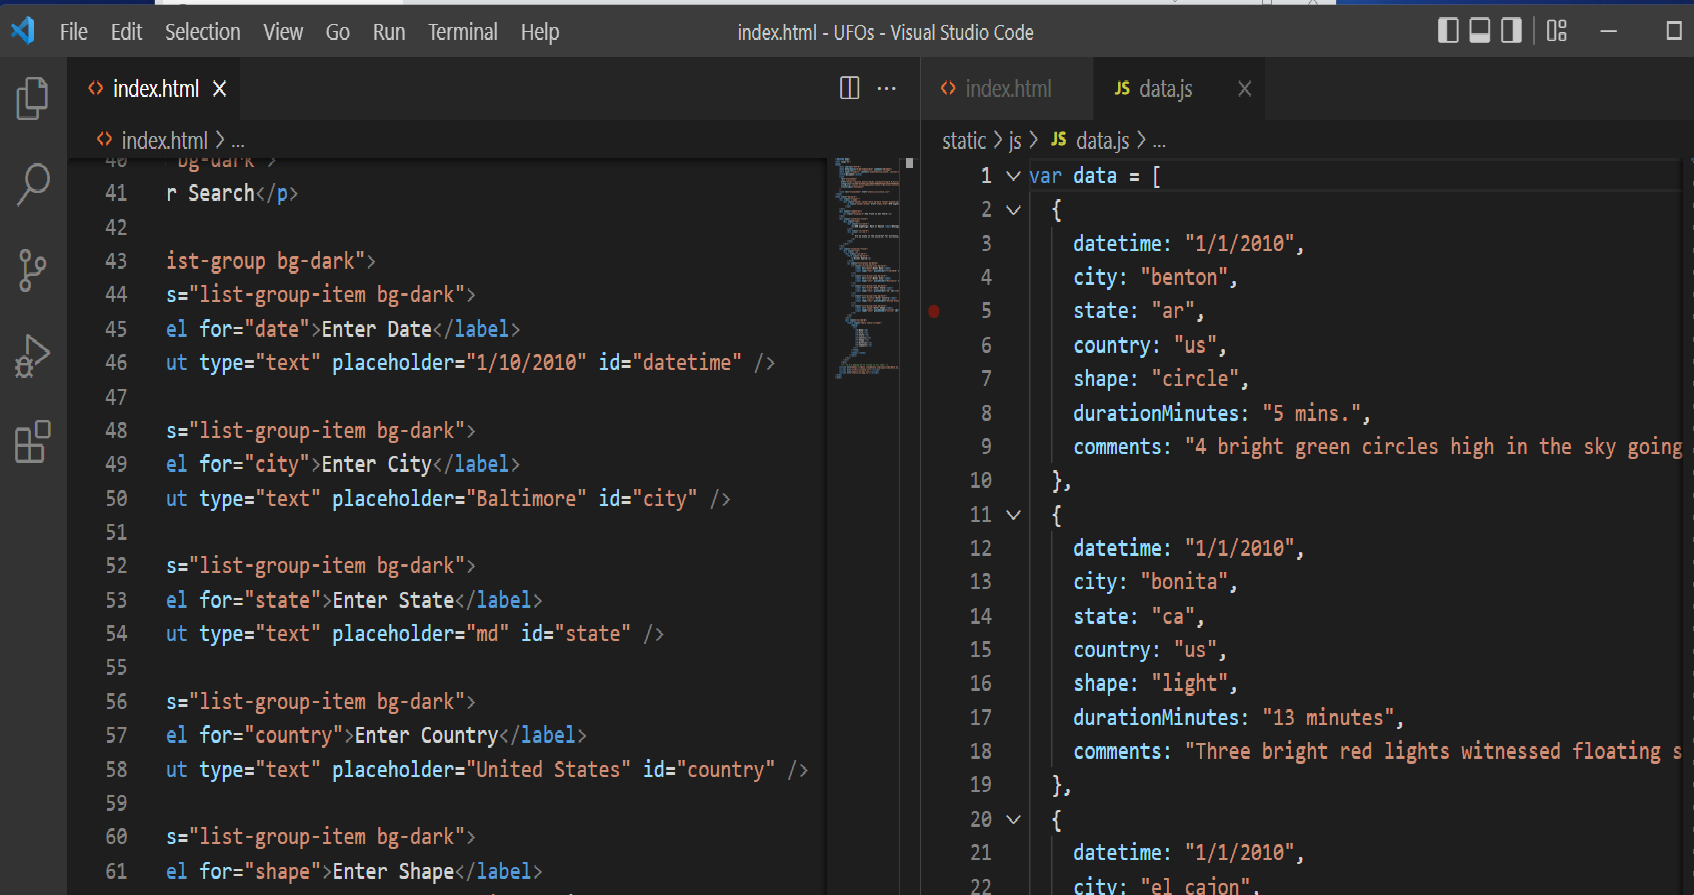 File Edit Selection View Go Run Terminal Help
index.html - UFOs - Visual Studio Code
index.html
index.html > ...
40 bg-dark">
41 r Search</p>
42
43 ist-group bg-dark">
44 s="list-group-item bg-dark">
45 el for="date">Enter Date</label>
46 ut type="text" placeholder="1/10/2010" id="datetime" />
47
48 s="list-group-item bg-dark">
49 el for="city">Enter City</label>
50 ut type="text" placeholder="Baltimore" id="city" />
51
52 s="list-group-item bg-dark">
53 el for="state">Enter State</label>
54 ut type="text" placeholder="md" id="state" />
55
56 s="list-group-item bg-dark">
57 el for="country">Enter Country</label>
58 ut type="text" placeholder="United States" id="country" />
59
60 s="list-group-item bg-dark">
61 el for="shape">Enter Shape</label>
index.html
JS data.js
static > js > JS data.js > ...
1 var data = [
2 {
3 datetime: "1/1/2010",
4 city: "benton",
5 state: "ar",
6 country: "us",
7 shape: "circle",
8 durationMinutes: "5 mins.",
9 comments: "4 bright green circles high in the sky going
10 },
11 {
12 datetime: "1/1/2010",
13 city: "bonita",
14 state: "ca",
15 country: "us",
16 shape: "light",
17 durationMinutes: "13 minutes",
18 comments: "Three bright red lights witnessed floating s
19 },
20 {
21 datetime: "1/1/2010",
22 city: "el cajon",